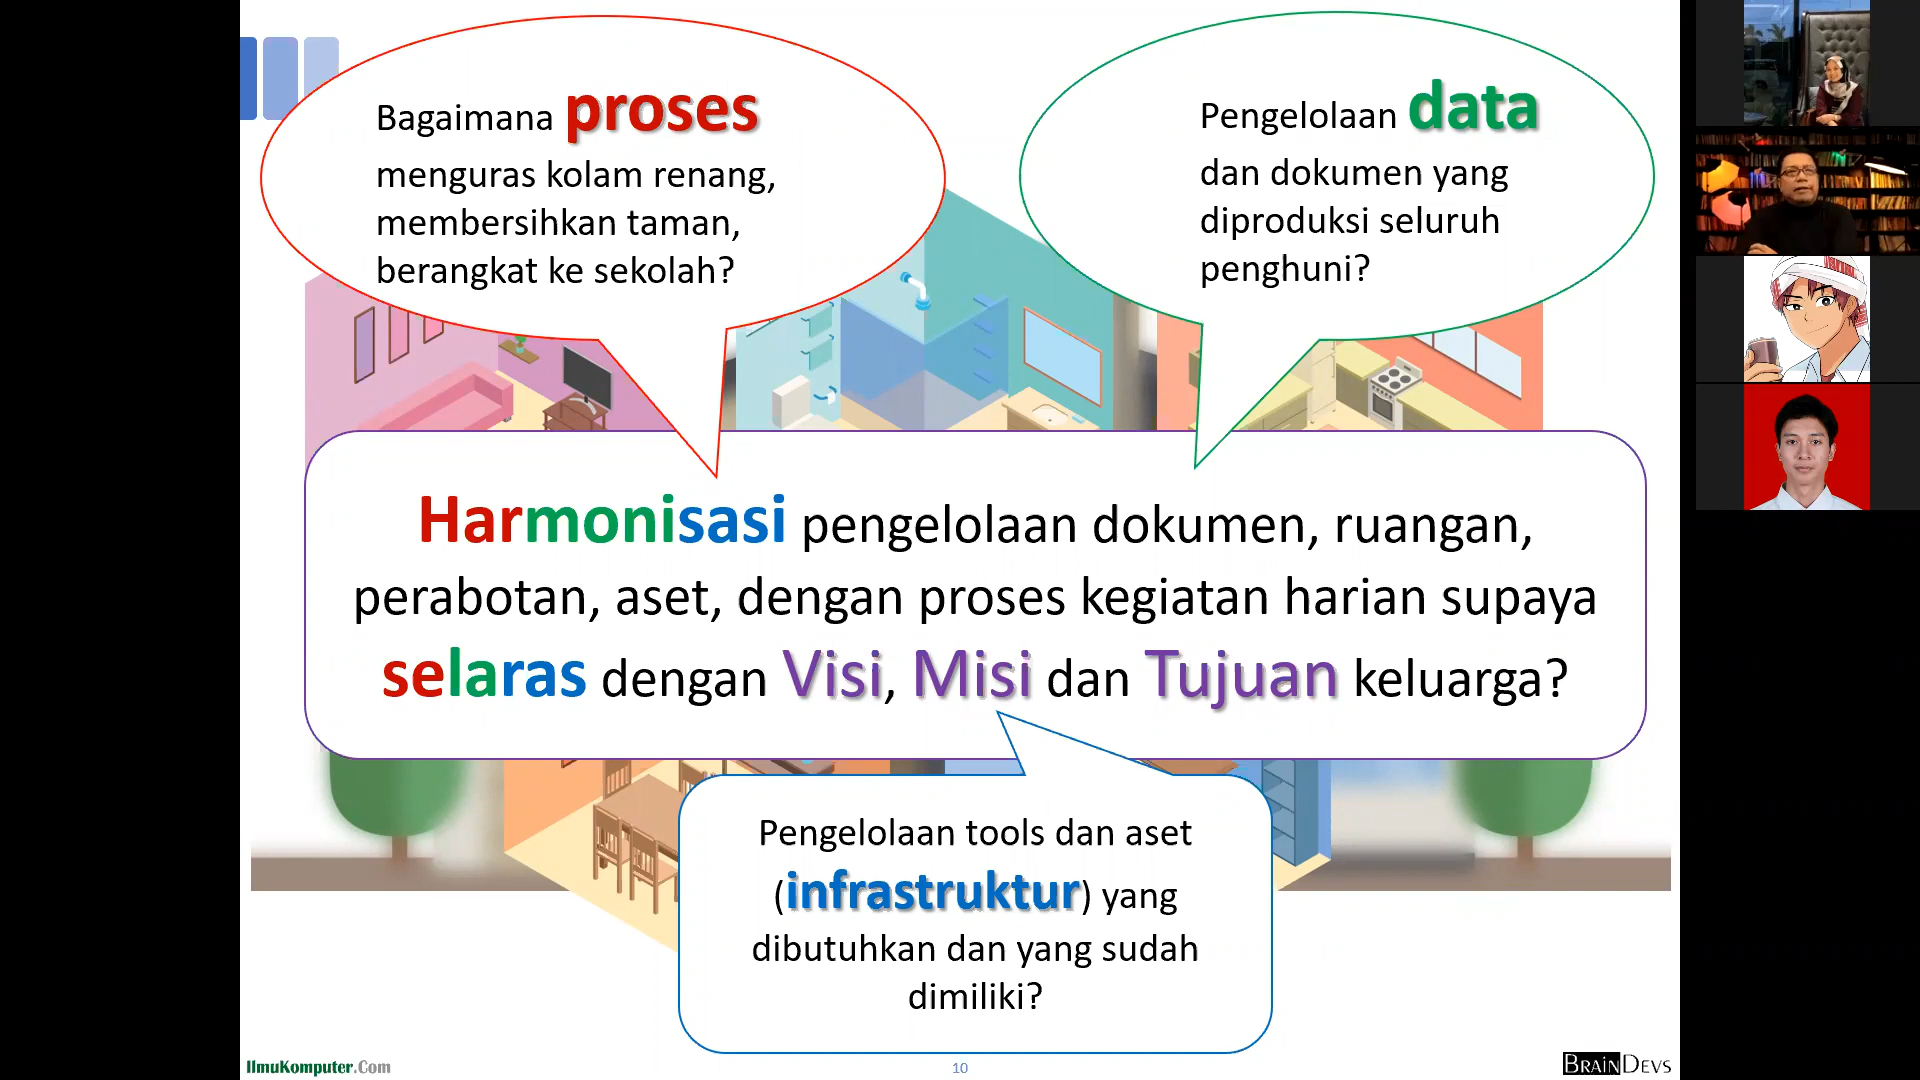 Bagaimana proses
menguras kolam renang,
membersihkan taman,
berangkat ke sekolah?
Pengelolaan data
dan dokumen yang
diproduksi seluruh
penghuni?
Harmonisasi pengelolaan dokumen, ruangan,
perabotan, aset, dengan proses kegiatan harian supaya
selaras dengan Visi, Misi dan Tujuan keluarga?
Pengelolaan tools dan aset
(infrastruktur) yang
dibutuhkan dan yang sudah
dimiliki?
IlmuKomputer.Com
10
BRAINDEVS